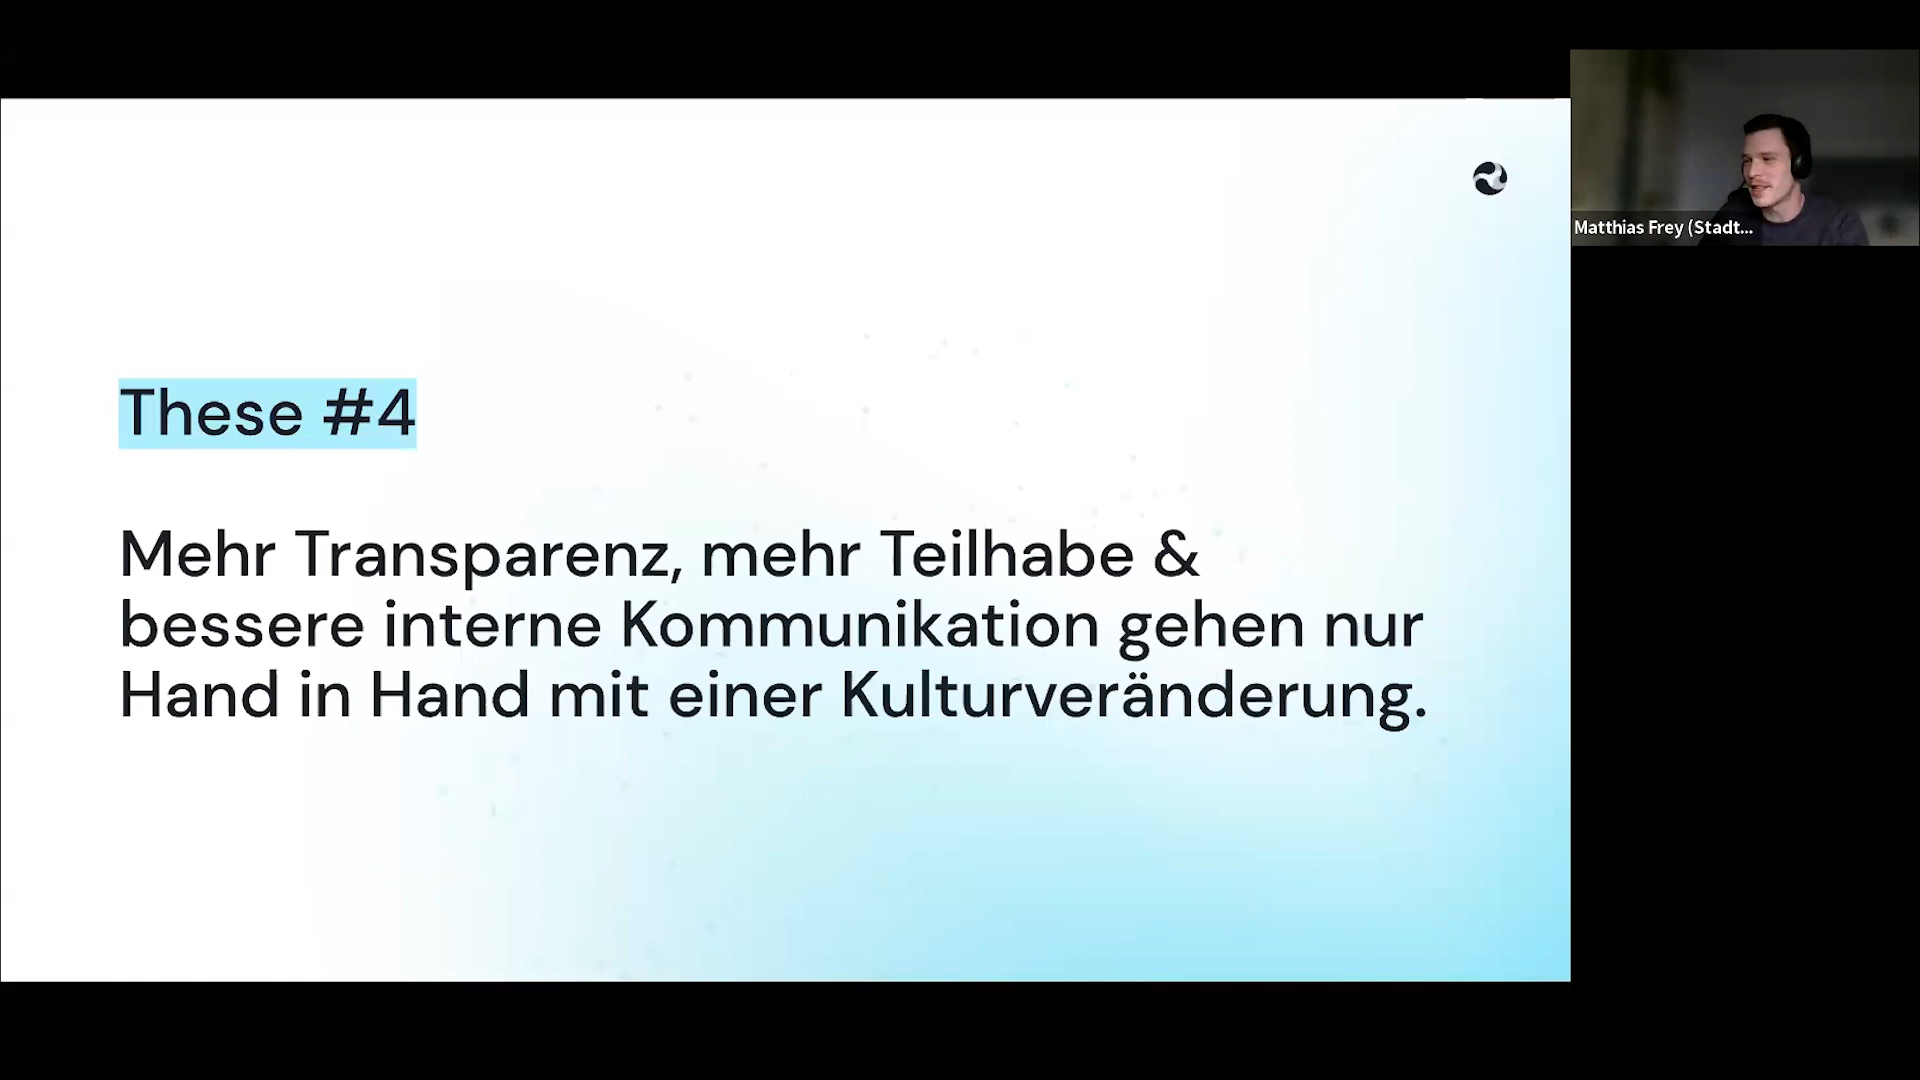 These #4
Mehr Transparenz, mehr Teilhabe &
bessere interne Kommunikation gehen nur
Hand in Hand mit einer Kulturveränderung.
Matthias Frey (Stadt...